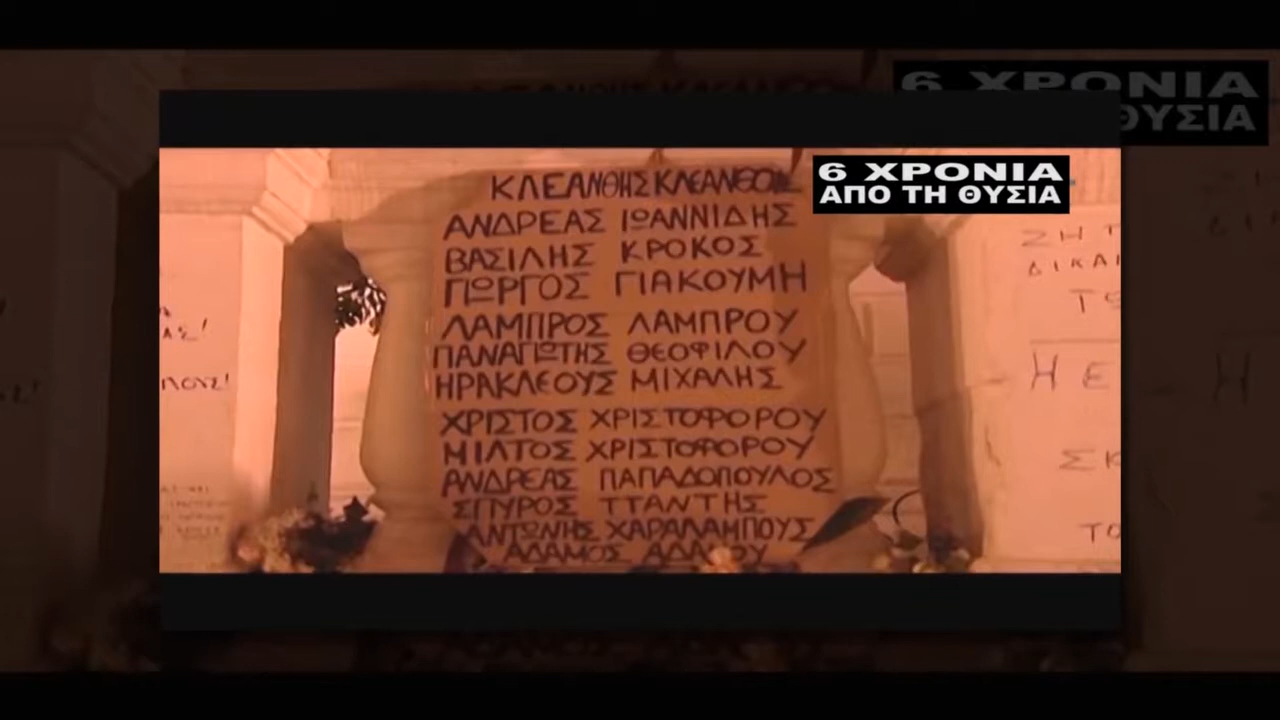 6 ΧΡΟΝΙΑ
ΑΠΟ ΤΗ ΘΥΣΙΑ
ΚΛΕΑΝΘΗΣ ΚΛΕΑΝΘΟΥΣ
ΑΝΔΡΕΑΣ ΙΩΑΝΝΙΔΗΣ
ΒΑΣΙΛΗΣ ΚΡΟΚΟΣ
ΓΙΩΡΓΟΣ ΓΙΑΚΟΥΜΗ
ΛΑΜΠΡΟΣ ΛΑΜΠΡΟΥ
ΠΑΝΑΓΙΩΤΗΣ ΘΕΟΦΙΛΟΥ
ΗΡΑΚΛΕΟΥΣ ΜΙΧΑΛΗΣ
ΧΡΙΣΤΟΣ ΧΡΙΣΤΟΦΟΡΟΥ
ΜΙΛΤΟΣ ΧΡΙΣΤΟΦΟΡΟΥ
ΑΝΔΡΕΑΣ ΠΑΠΑΔΟΠΟΥΛΟΣ
ΣΠΥΡΟΣ ΤΤΑΝΤΗΣ
ΑΝΤΩΝΗΣ ΧΑΡΑΛΑΜΠΟΥΣ
ΑΔΑΜΟΣ ΑΔΑΜΟΥ